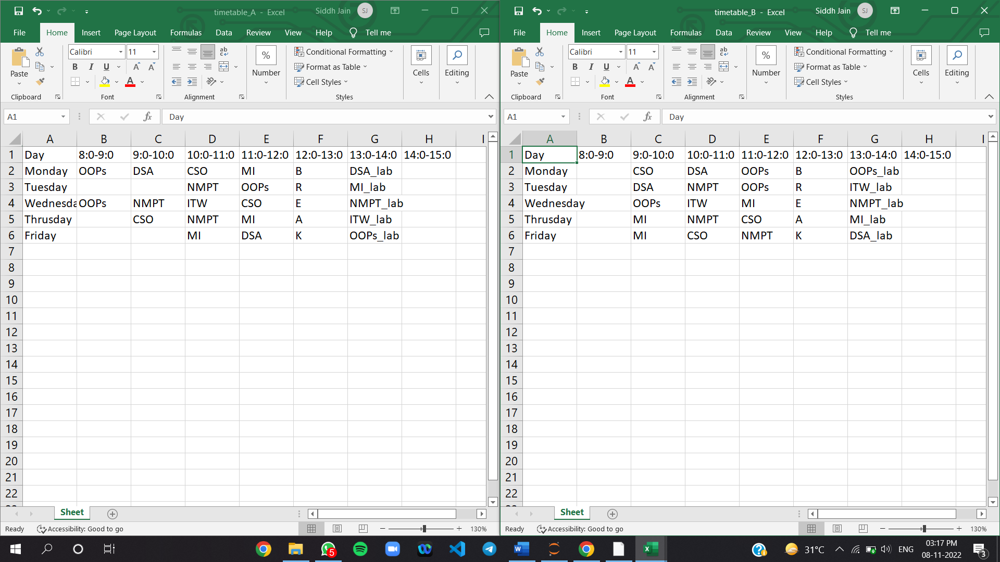 timetable_A - Excel
Siddh Jain SJ
File Home Insert Page Layout Formulas Data Review View Help Tell me
Calibri 11
Conditional Formatting
Format as Table
Cell Styles
Paste
B I U
Number
Cells
Editing
Clipboard Font Alignment Styles
A1 fx Day
A B C D E F G H I
1 Day 8:0-9:0 9:0-10:0 10:0-11:0 11:0-12:0 12:0-13:0 13:0-14:0 14:0-15:0
2 Monday OOPs DSA CSO MI B DSA_lab
3 Tuesday NMPT OOPs R MI_lab
4 Wednesda OOPs NMPT ITW CSO E NMPT_lab
5 Thrusday CSO NMPT MI A ITW_lab
6 Friday MI DSA K OOPs_lab
7
8
9
10
11
12
13
14
15
16
17
18
19
20
21
22
Sheet
Ready Accessibility: Good to go 130%
timetable_B - Excel
Siddh Jain SJ
File Home Insert Page Layout Formulas Data Review View Help Tell me
Calibri 11
Conditional Formatting
Format as Table
Cell Styles
Paste
B I U
Number
Cells
Editing
Clipboard Font Alignment Styles
A1 fx Day
A B C D E F G H I
1 Day 8:0-9:0 9:0-10:0 10:0-11:0 11:0-12:0 12:0-13:0 13:0-14:0 14:0-15:0
2 Monday CSO DSA OOPs B OOPs_lab
3 Tuesday DSA NMPT OOPs R ITW_lab
4 Wednesday OOPs ITW MI E NMPT_lab
5 Thrusday MI NMPT CSO A MI_lab
6 Friday MI CSO NMPT K DSA_lab
7
8
9
10
11
12
13
14
15
16
17
18
19
20
21
22
Sheet
Ready Accessibility: Good to go 130%
5
31°C
ENG
03:17 PM
08-11-2022
3